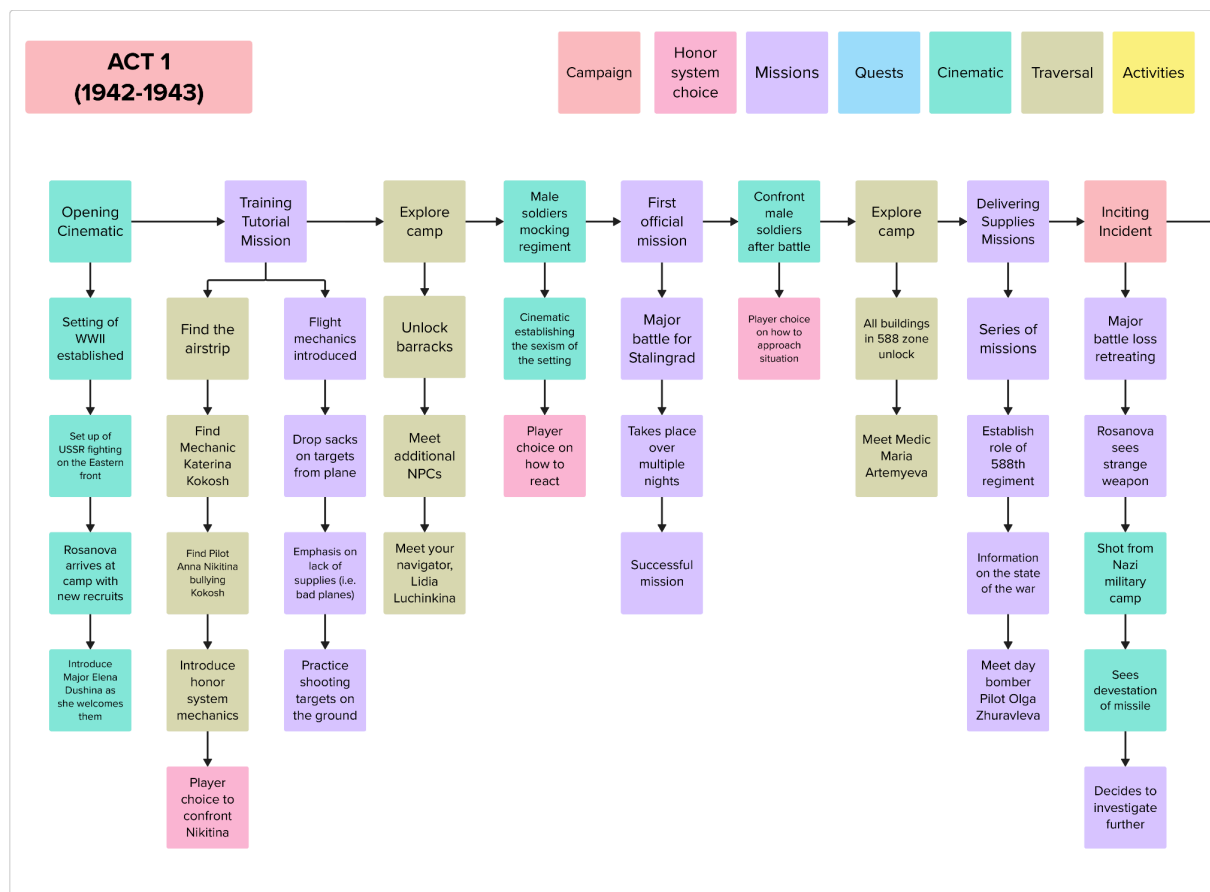 ACT 1
(1942-1943)
Campaign
Honor
system
choice
Missions
Quests
Cinematic
Traversal
Activities
Opening
Cinematic
Training
Tutorial
Mission
Explore
camp
Male
soldiers
mocking
regiment
First
official
mission
Confront
male
soldiers
after battle
Explore
camp
Delivering
Supplies
Missions
Inciting
Incident
Setting of
WWII
established
Find the
airstrip
Flight
mechanics
introduced
Unlock
barracks
Cinematic
establishing
the sexism of
the setting
Major
battle for
Stalingrad
Player choice
on how to
approach
situation
All buildings
in 588 zone
unlock
Series of
missions
Major
battle loss
retreating
Set up of
USSR fighting
on the Eastern
front
Find
Mechanic
Katerina
Kokosh
Drop sacks
on targets
from plane
Meet
additional
NPCs
Player
choice on
how to
react
Takes place
over
multiple
nights
Meet Medic
Maria
Artemyeva
Establish
role of
588th
regiment
Rosanova
sees
strange
weapon
Rosanova
arrives at
camp with
new recruits
Find Pilot
Anna Nikitina
bullying
Kokosh
Emphasis on
lack of
supplies (i.e.
bad planes)
Meet your
navigator,
Lidia
Luchinkina
Successful
mission
Information
on the state
of the war
Shot from
Nazi
military
camp
Introduce
Major Elena
Dushina as
she welcomes
them
Introduce
honor
system
mechanics
Practice
shooting
targets on
the ground
Meet day
bomber
Pilot Olga
Zhuravleva
Sees
devestation
of missile
Player
choice to
confront
Nikitina
Decides to
investigate
further